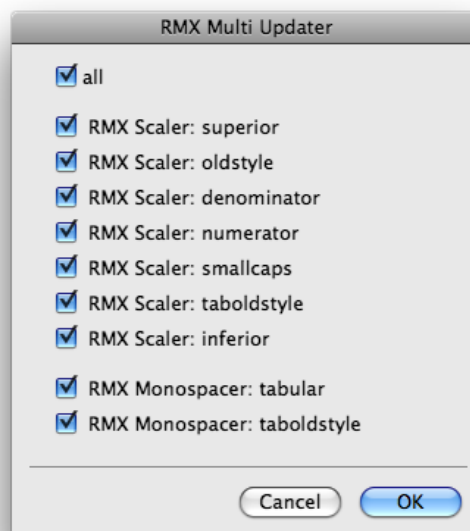 RMX Multi Updater
all
RMX Scaler: superior
RMX Scaler: oldstyle
RMX Scaler: denominator
RMX Scaler: numerator
RMX Scaler: smallcaps
RMX Scaler: taboldstyle
RMX Scaler: inferior
RMX Monospacer: tabular
RMX Monospacer: taboldstyle
Cancel OK